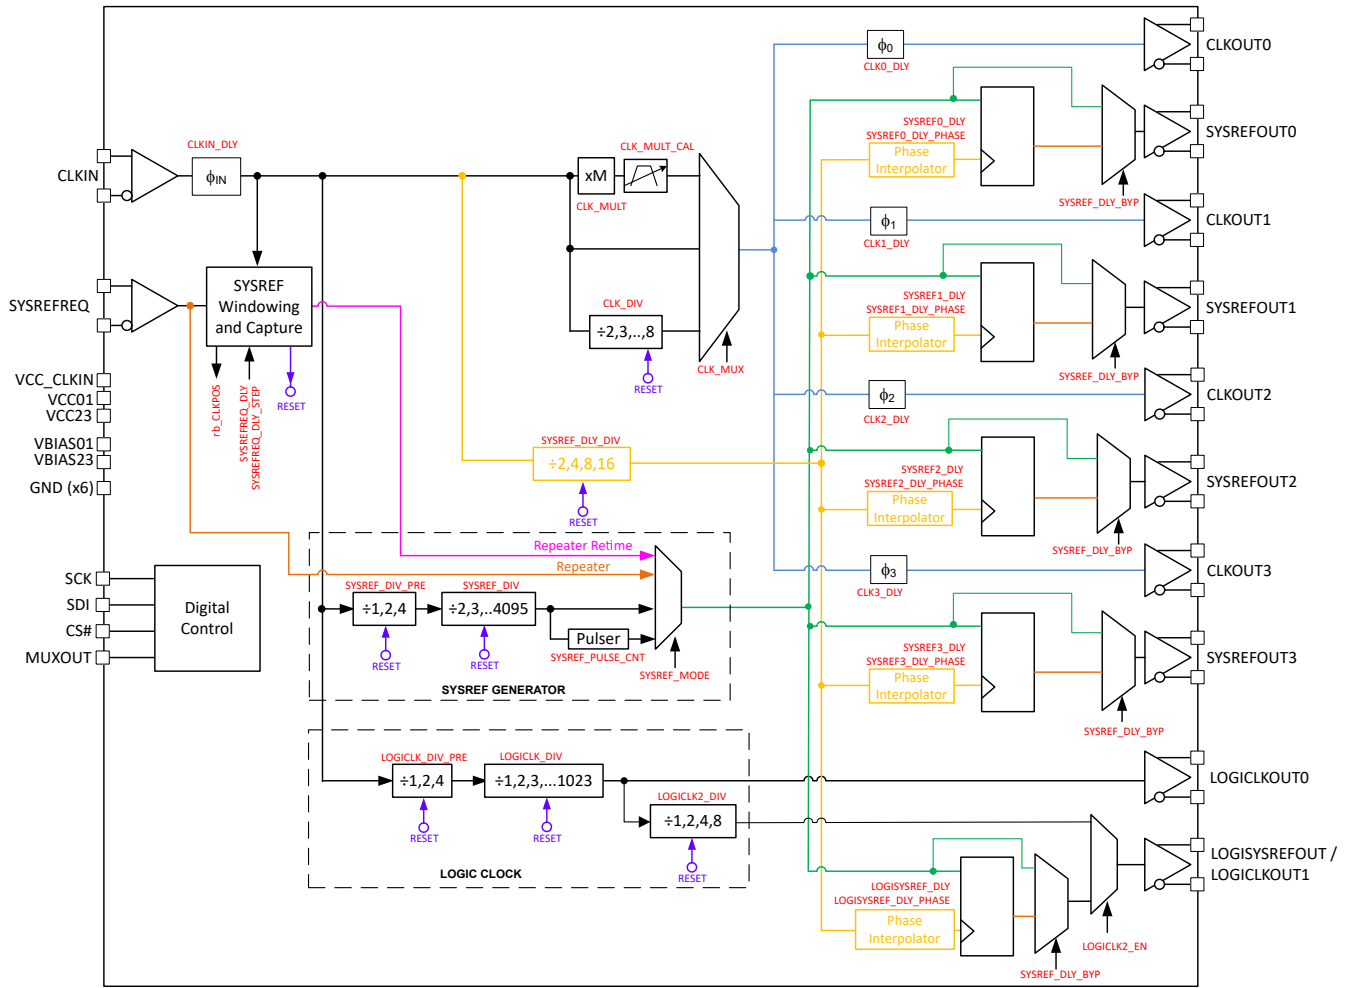 CLKIN
CLKIN_DLY
ϕIN
SYSREFREQ
SYSREF
Windowing
and Capture
rb_CLKPOS
SYSREFREQ_DLY
SYSREFREQ_DLY_STEP
RESET
VCC_CLKIN
VCC01
VCC23
VBIAS01
VBIAS23
GND (x6)
SCK
SDI
CS#
MUXOUT
Digital
Control
xM
CLK_MULT
CLK_MULT_CAL
CLK_DIV
÷2,3,..,8
RESET
CLK_MUX
SYSREF_DLY_DIV
÷2,4,8,16
RESET
Repeater Retime
Repeater
SYSREF_DIV_PRE
÷1,2,4
RESET
SYSREF_DIV
÷2,3,..4095
RESET
Pulser
SYSREF_PULSE_CNT
SYSREF_MODE
SYSREF GENERATOR
LOGICLK_DIV_PRE
÷1,2,4
RESET
LOGICLK_DIV
÷1,2,3,...1023
RESET
LOGICLK2_DIV
÷1,2,4,8
RESET
LOGIC CLOCK
ϕ0
CLK0_DLY
CLKOUT0
SYSREF0_DLY
SYSREF0_DLY_PHASE
Phase
Interpolator
SYSREF_DLY_BYP
SYSREFOUT0
ϕ1
CLK1_DLY
CLKOUT1
SYSREF1_DLY
SYSREF1_DLY_PHASE
Phase
Interpolator
SYSREF_DLY_BYP
SYSREFOUT1
ϕ2
CLK2_DLY
CLKOUT2
SYSREF2_DLY
SYSREF2_DLY_PHASE
Phase
Interpolator
SYSREF_DLY_BYP
SYSREFOUT2
ϕ3
CLK3_DLY
CLKOUT3
SYSREF3_DLY
SYSREF3_DLY_PHASE
Phase
Interpolator
SYSREF_DLY_BYP
SYSREFOUT3
LOGICLKOUT0
LOGISYSREF_DLY
LOGISYSREF_DLY_PHASE
Phase
Interpolator
SYSREF_DLY_BYP
LOGICLK2_EN
LOGISYSREFOUT /
LOGICLKOUT1